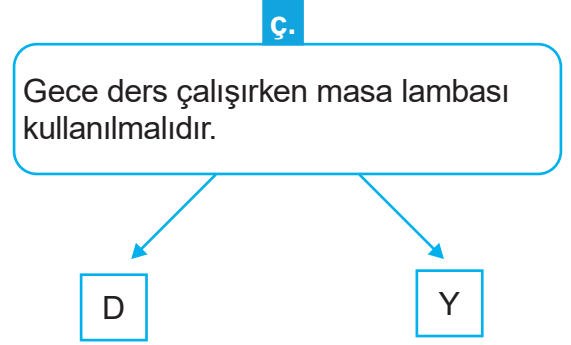 ç.
Gece ders çalışırken masa lambası
kullanılmalıdır.
D
Y